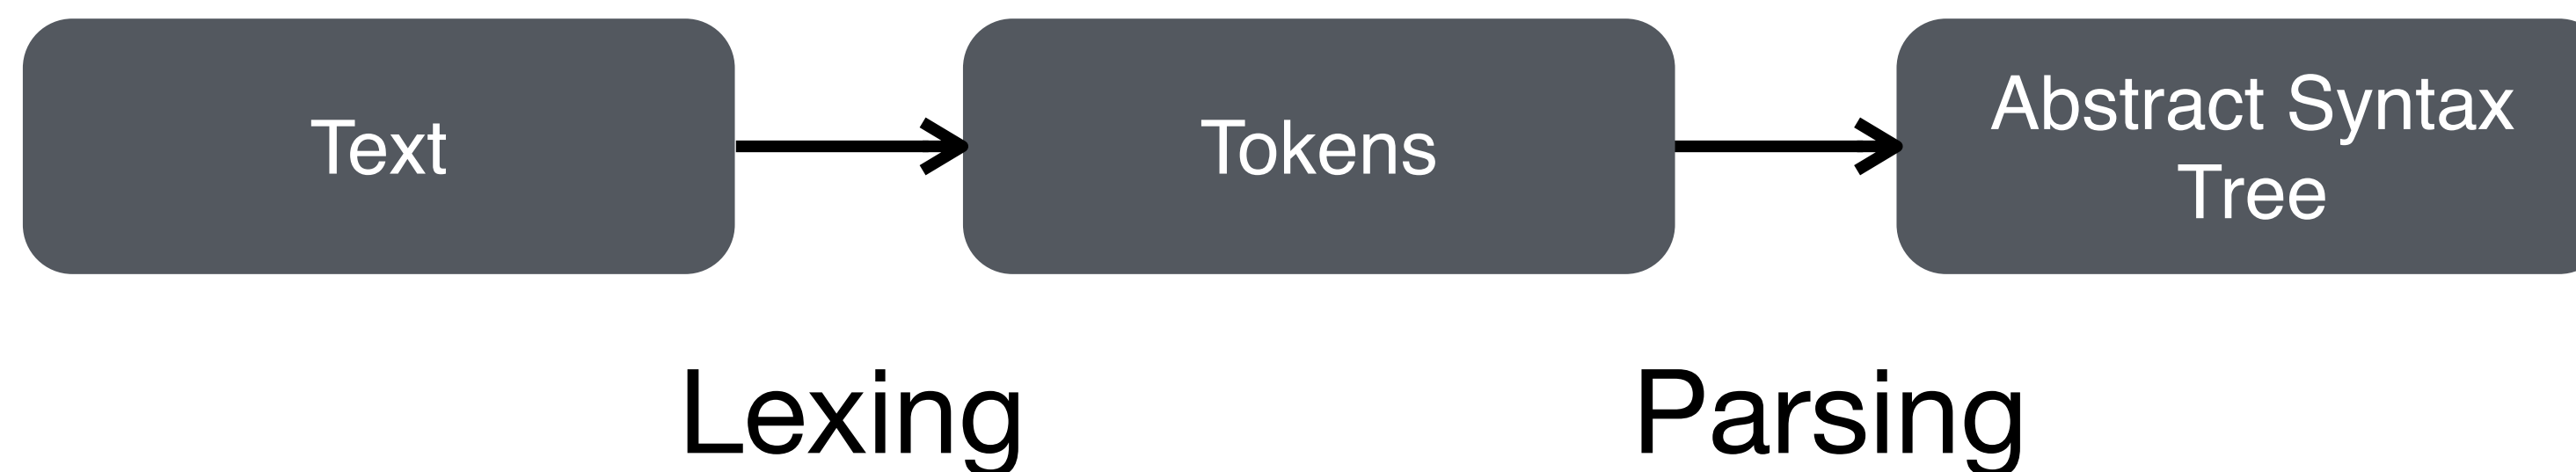 Text
Tokens
Abstract Syntax
Tree
Lexing
Parsing